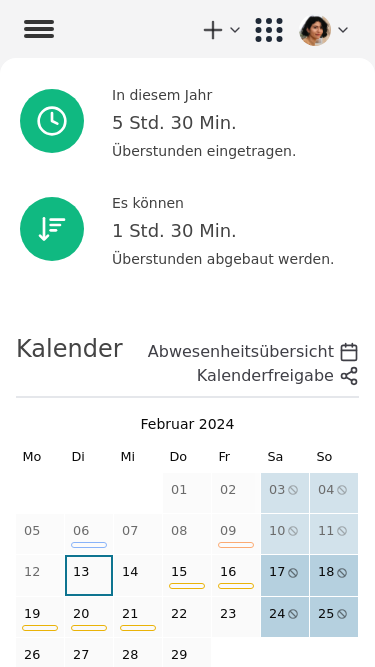 In diesem Jahr
5 Std. 30 Min.
Überstunden eingetragen.
Es können
1 Std. 30 Min.
Überstunden abgebaut werden.
Kalender
Abwesenheitsübersicht
Kalenderfreigabe
Februar 2024
Mo Di Mi Do Fr Sa So
01 02 03 04
05 06 07 08 09 10 11
12 13 14 15 16 17 18
19 20 21 22 23 24 25
26 27 28 29